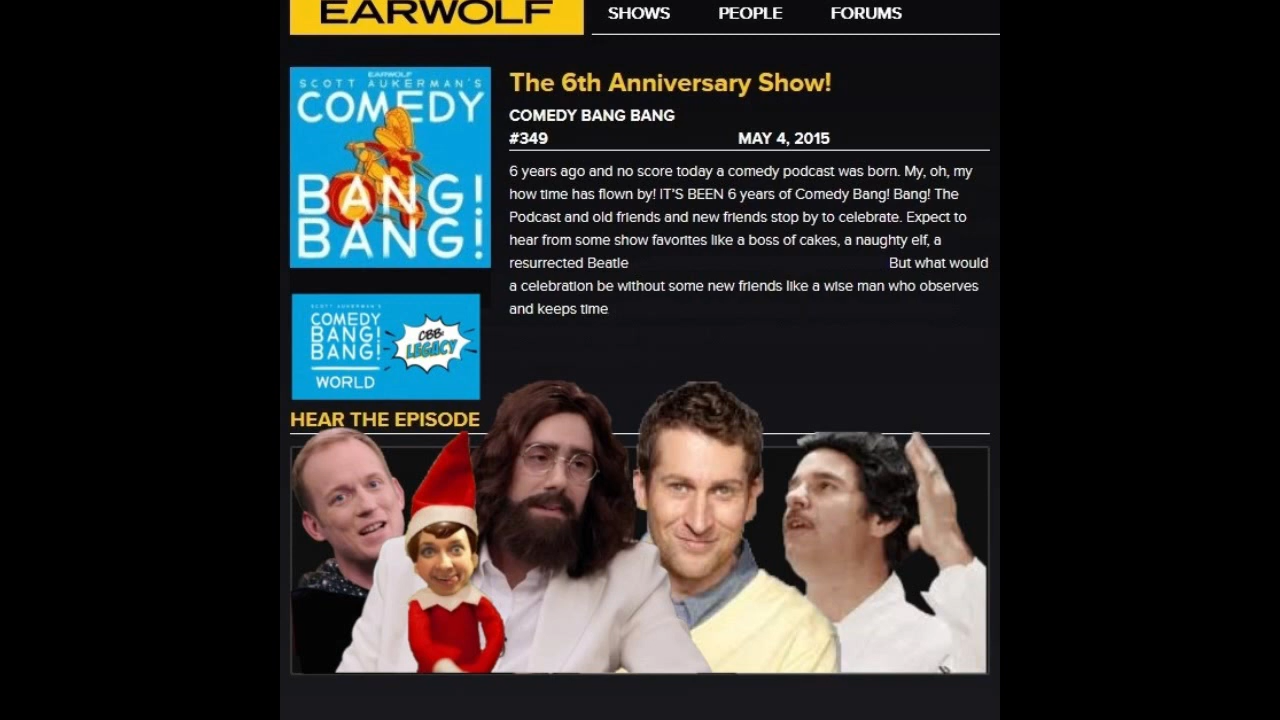 EARWOLF
SHOWS PEOPLE FORUMS
EARWOLF
SCOTT AUKERMAN'S
COMEDY
BANG!
BANG!
The 6th Anniversary Show!
COMEDY BANG BANG
#349 MAY 4, 2015
6 years ago and no score today a comedy podcast was born. My, oh, my
how time has flown by! IT'S BEEN 6 years of Comedy Bang! Bang! The
Podcast and old friends and new friends stop by to celebrate. Expect to
hear from some show favorites like a boss of cakes, a naughty elf, a
resurrected Beatle But what would
a celebration be without some new friends like a wise man who observes
and keeps time
SCOTT AUKERMAN'S
COMEDY
BANG!
BANG!
WORLD
CBB:
LEGACY
HEAR THE EPISODE